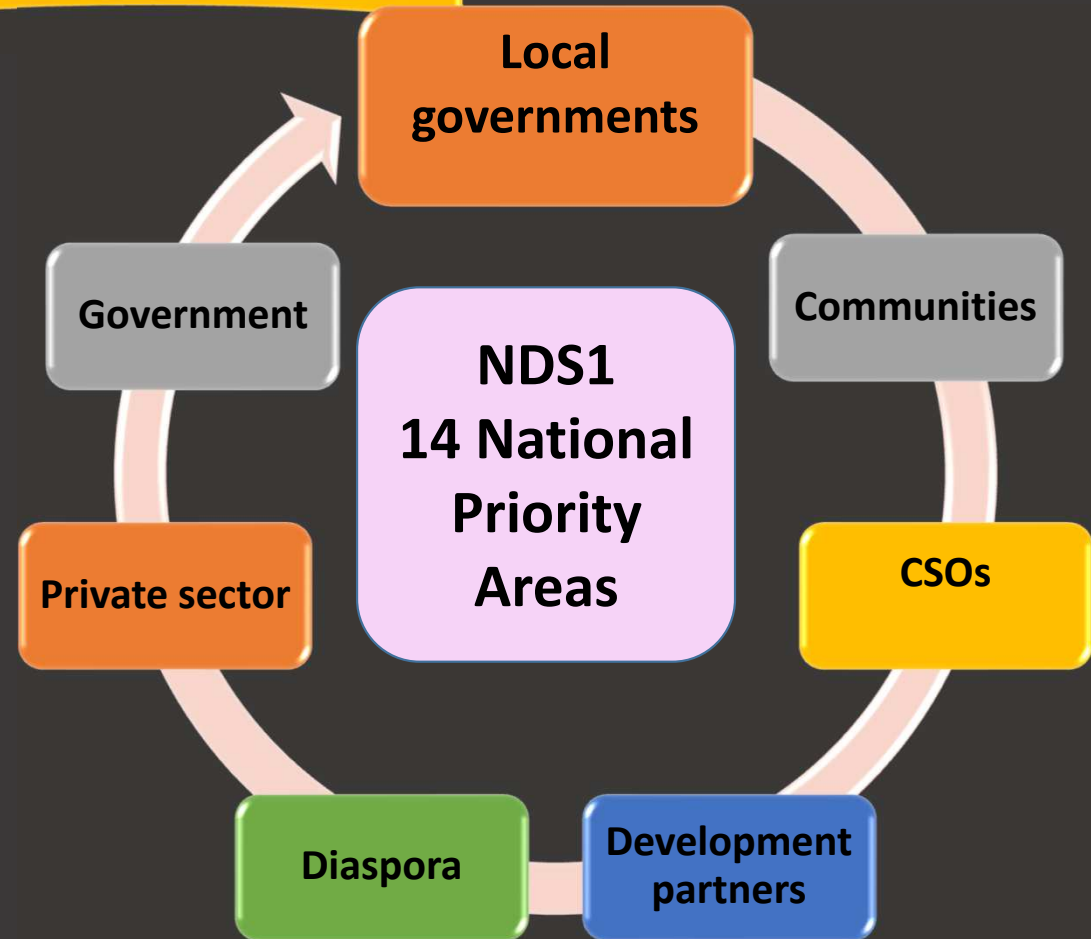 Local
governments
Communities
CSOs
Development
partners
Diaspora
Private sector
Government
NDS1
14 National
Priority
Areas